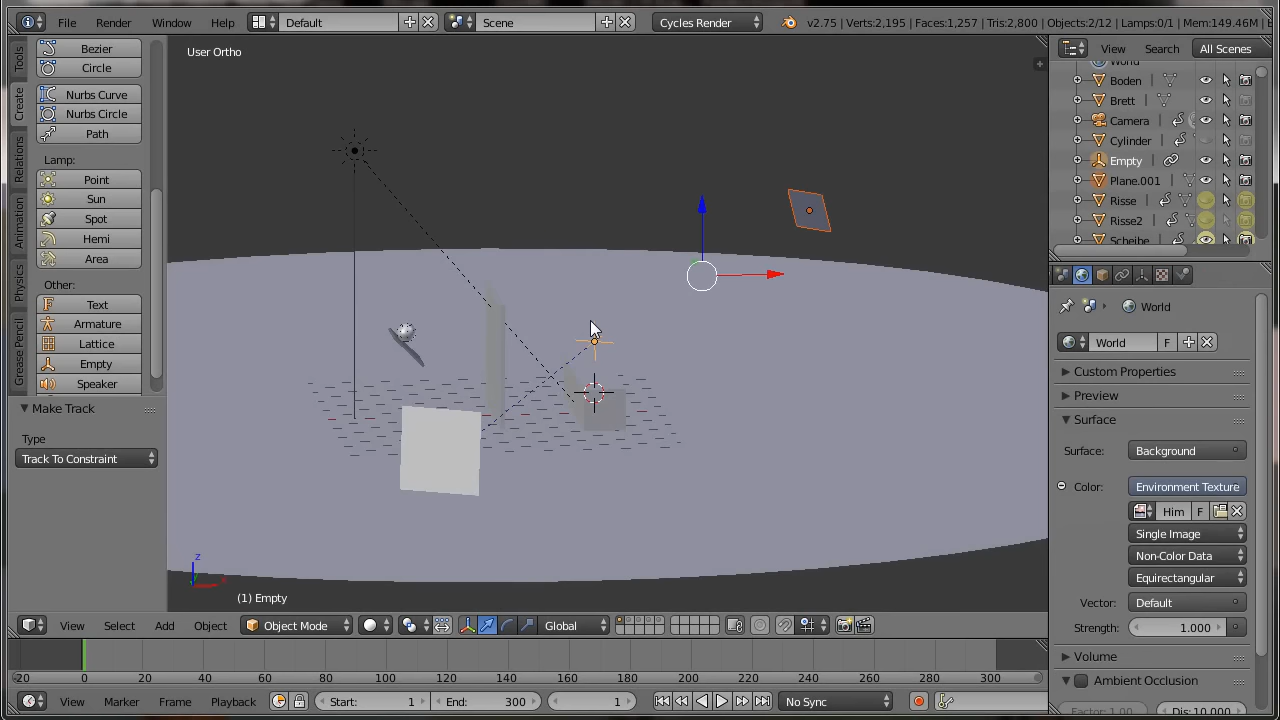 File Render Window Help Default Scene Cycles Render v2.75 | Verts:2,195 | Faces:1,257 | Tris:2,800 | Objects:2/12 | Lamps:0/1 | Mem:149.46M
Tools
Create
Relations
Animation
Physics
Grease Pencil
Bezier
Circle
Nurbs Curve
Nurbs Circle
Path
Lamp:
Point
Sun
Spot
Hemi
Area
Other:
Text
Armature
Lattice
Empty
Speaker
Make Track
Type
Track To Constraint
User Ortho
z
(1) Empty
View Select Add Object Object Mode Global
View Search All Scenes
World
Boden
Brett
Camera
Cylinder
Empty
Plane.001
Risse
Risse2
Scheibe
World
World F
Custom Properties
Preview
Surface
Surface: Background
Color: Environment Texture
Him F
Single Image
Non-Color Data
Equirectangular
Vector: Default
Strength: 1.000
Volume
Ambient Occlusion
Factor: 1.00 Dis: 10.000
-20 0 20 40 60 80 100 120 140 160 180 200 220 240 260 280 300
View Marker Frame Playback Start: 1 End: 300 1 No Sync